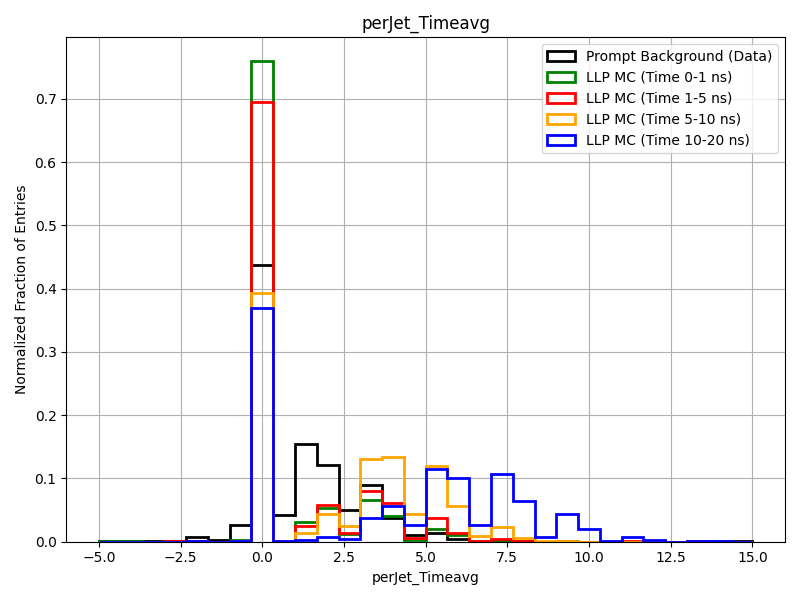 perJet_Timeavg
Prompt Background (Data)
LLP MC (Time 0-1 ns)
LLP MC (Time 1-5 ns)
LLP MC (Time 5-10 ns)
LLP MC (Time 10-20 ns)
Normalized Fraction of Entries
0.7
0.6
0.5
0.4
0.3
0.2
0.1
0.0
−5.0 −2.5 0.0 2.5 5.0 7.5 10.0 12.5 15.0
perJet_Timeavg